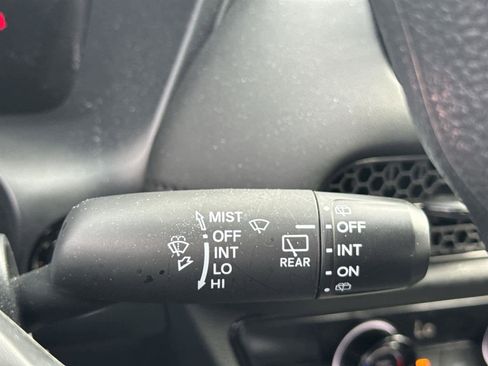 MIST
OFF
INT
LO
HI
REAR
OFF
INT
ON